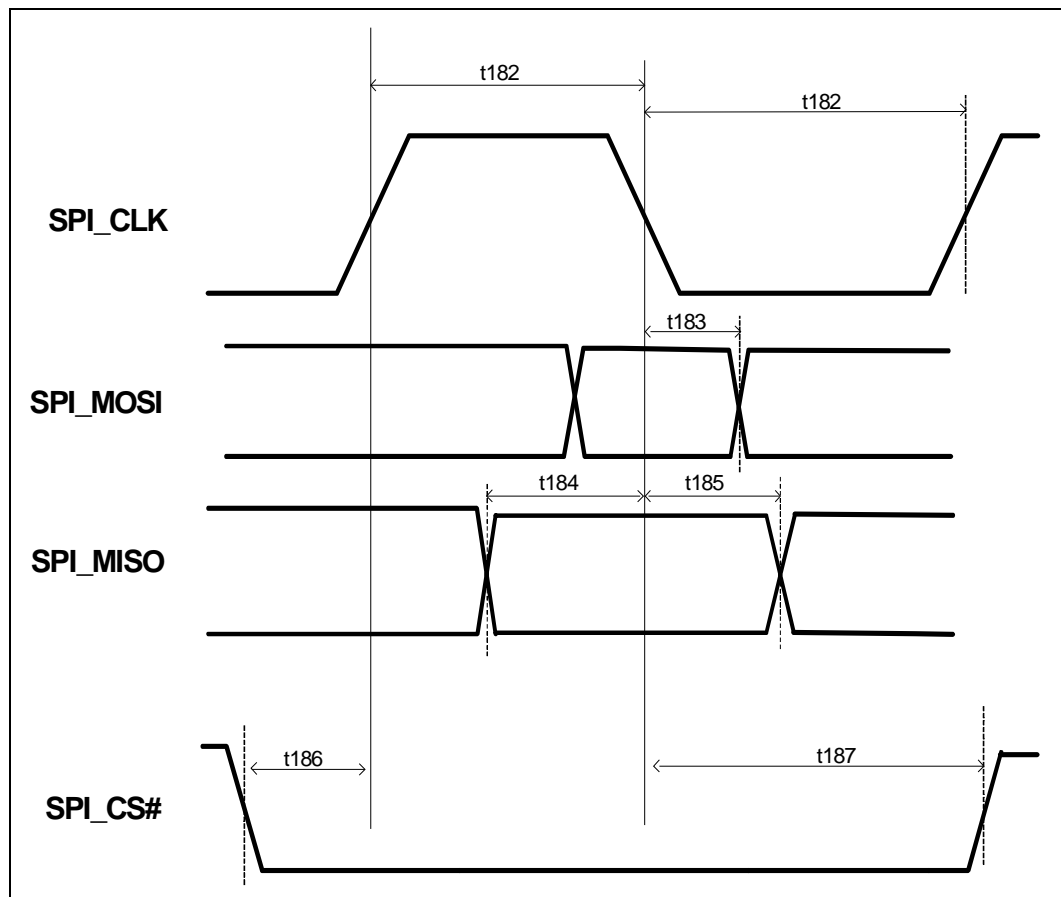 t182
t182
SPI_CLK
t183
SPI_MOSI
t184
t185
SPI_MISO
t186
t187
SPI_CS#